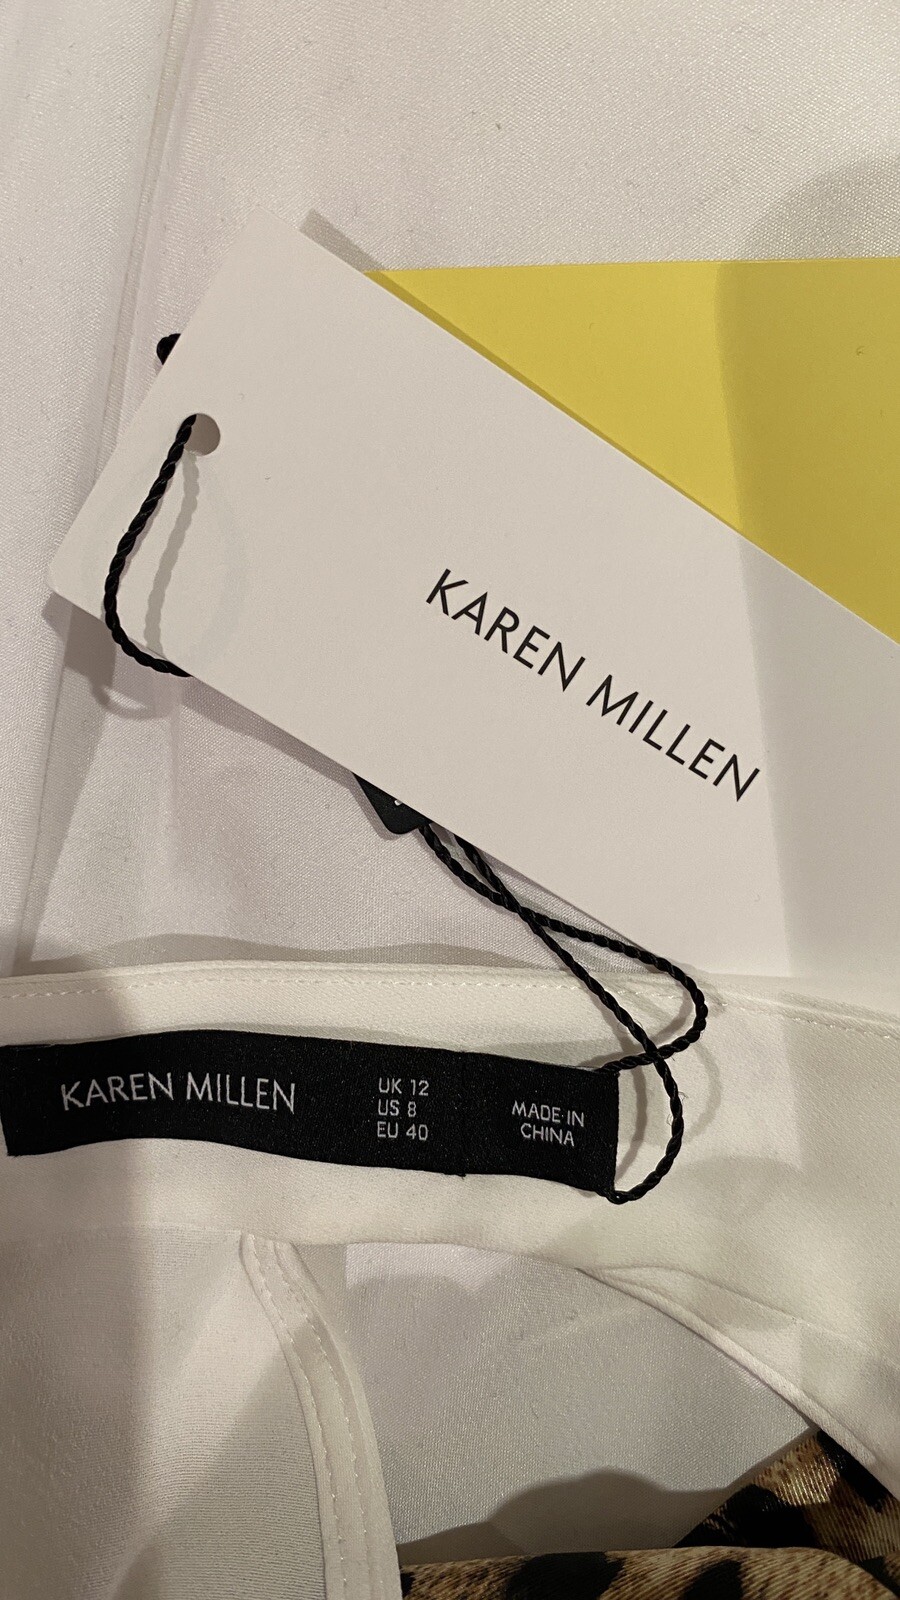 KAREN MILLEN
KAREN MILLEN
UK 12
US 8
EU 40
MADE IN
CHINA